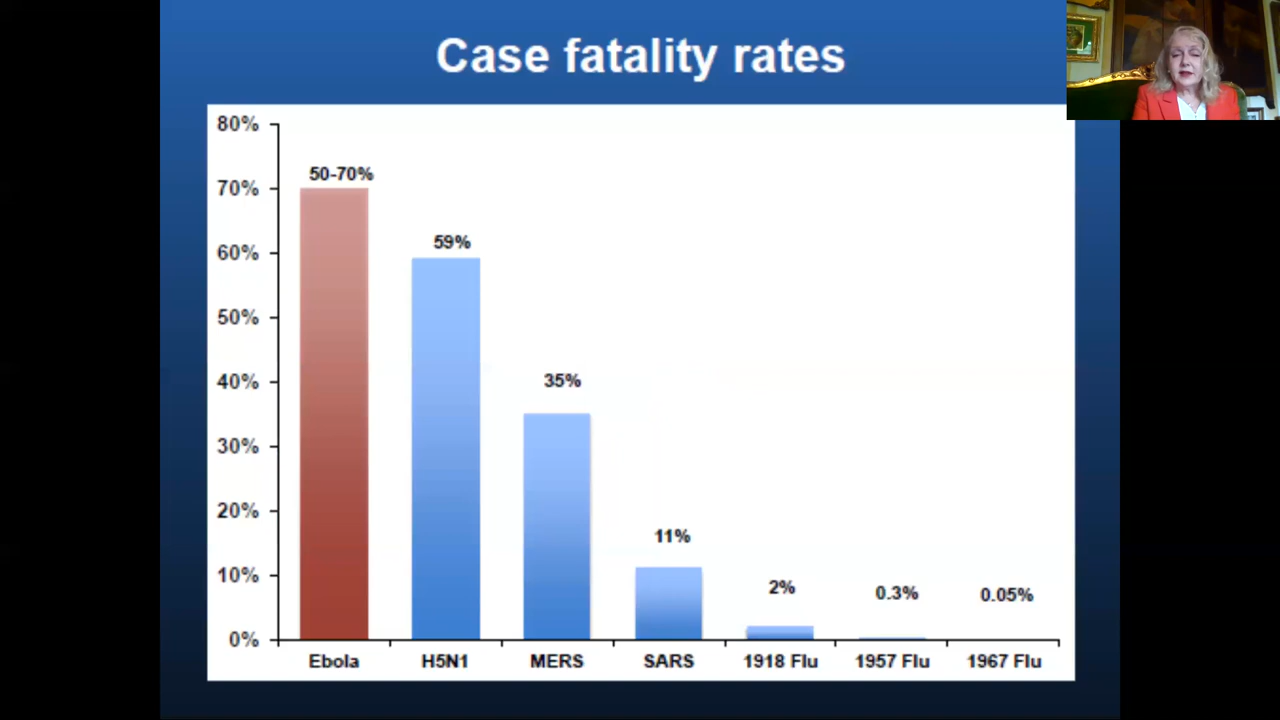 Case fatality rates
80%
70%
60%
50%
40%
30%
20%
10%
0%
50-70%
59%
35%
11%
2%
0.3%
0.05%
Ebola
H5N1
MERS
SARS
1918 Flu
1957 Flu
1967 Flu